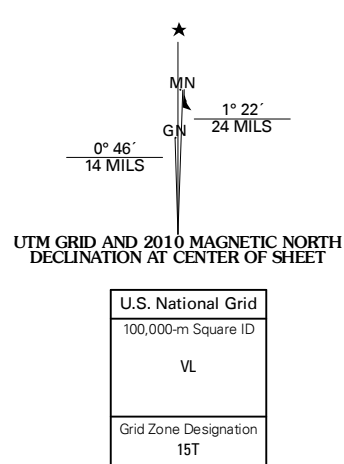 MN
1° 22´
24 MILS
GN
0° 46´
14 MILS
UTM GRID AND 2010 MAGNETIC NORTH
DECLINATION AT CENTER OF SHEET
U.S. National Grid
100,000-m Square ID
VL
Grid Zone Designation
15T